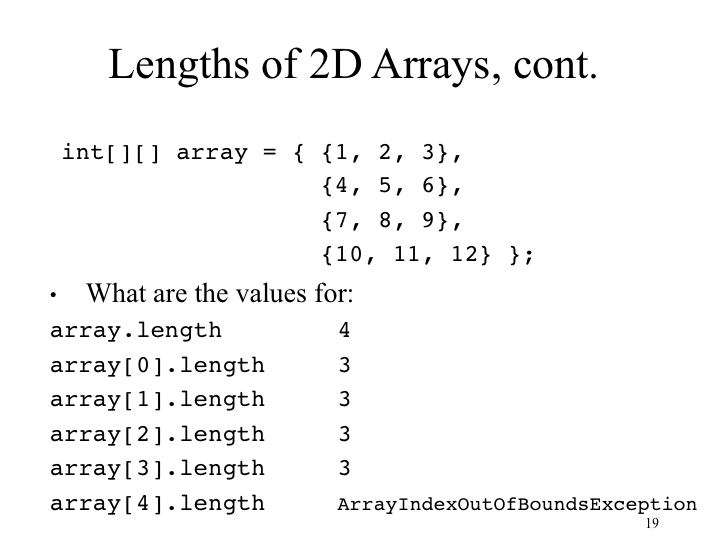 Lengths of 2D Arrays, cont.
int[][] array = { {1, 2, 3},
{4, 5, 6},
{7, 8, 9},
{10, 11, 12} };
• What are the values for:
array.length 4
array[0].length 3
array[1].length 3
array[2].length 3
array[3].length 3
array[4].length ArrayIndexOutOfBoundsException
19